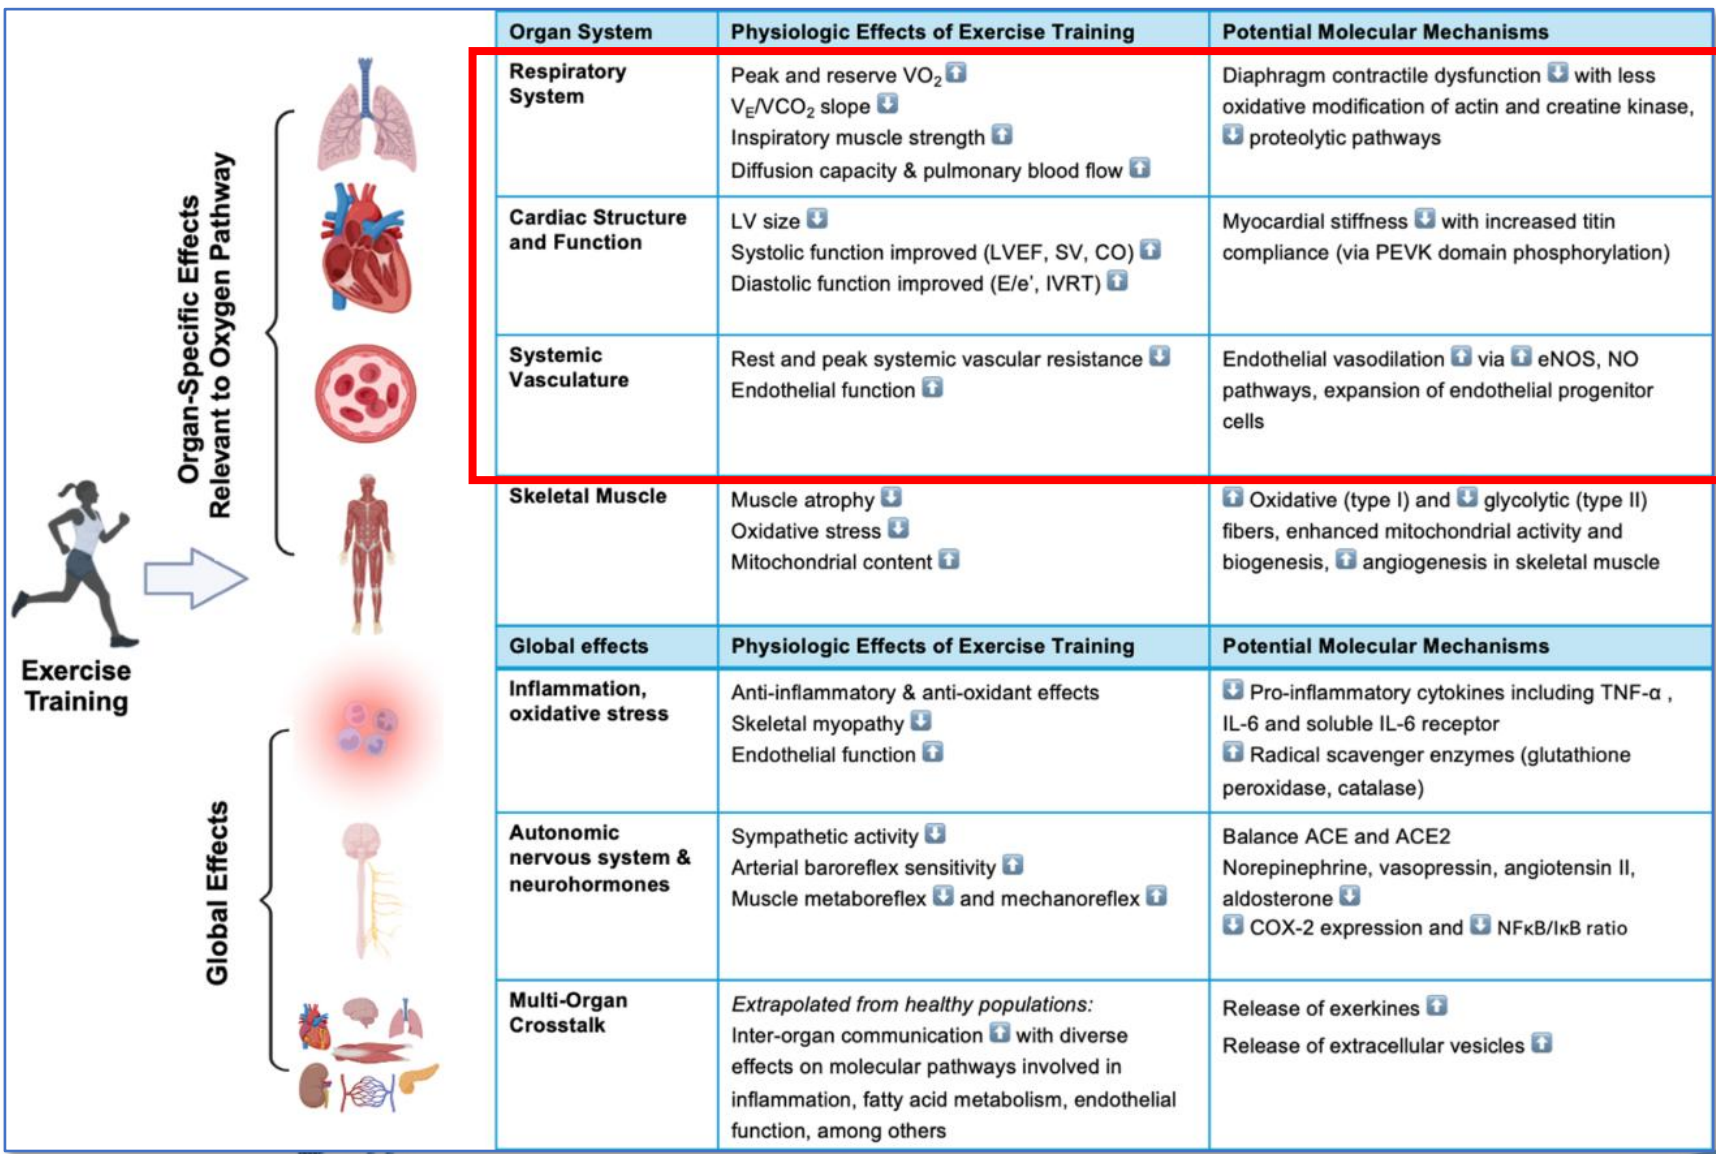 Organ-Specific Effects
Relevant to Oxygen Pathway
Exercise
Training
Global Effects
Organ System
Physiologic Effects of Exercise Training
Potential Molecular Mechanisms
Respiratory
System
Peak and reserve VO₂ ⬆
V_E/VCO₂ slope ⬇
Inspiratory muscle strength ⬆
Diffusion capacity & pulmonary blood flow ⬆
Diaphragm contractile dysfunction ⬇ with less
oxidative modification of actin and creatine kinase,
⬇ proteolytic pathways
Cardiac Structure
and Function
LV size ⬇
Systolic function improved (LVEF, SV, CO) ⬆
Diastolic function improved (E/e', IVRT) ⬆
Myocardial stiffness ⬇ with increased titin
compliance (via PEVK domain phosphorylation)
Systemic
Vasculature
Rest and peak systemic vascular resistance ⬇
Endothelial function ⬆
Endothelial vasodilation ⬆ via ⬆ eNOS, NO
pathways, expansion of endothelial progenitor
cells
Skeletal Muscle
Muscle atrophy ⬇
Oxidative stress ⬇
Mitochondrial content ⬆
⬆ Oxidative (type I) and ⬇ glycolytic (type II)
fibers, enhanced mitochondrial activity and
biogenesis, ⬆ angiogenesis in skeletal muscle
Global effects
Physiologic Effects of Exercise Training
Potential Molecular Mechanisms
Inflammation,
oxidative stress
Anti-inflammatory & anti-oxidant effects
Skeletal myopathy ⬇
Endothelial function ⬆
⬇ Pro-inflammatory cytokines including TNF-α ,
IL-6 and soluble IL-6 receptor
⬆ Radical scavenger enzymes (glutathione
peroxidase, catalase)
Autonomic
nervous system &
neurohormones
Sympathetic activity ⬇
Arterial baroreflex sensitivity ⬆
Muscle metaboreflex ⬇ and mechanoreflex ⬆
Balance ACE and ACE2
Norepinephrine, vasopressin, angiotensin II,
aldosterone ⬇
⬇ COX-2 expression and ⬇ NFκB/IκB ratio
Multi-Organ
Crosstalk
Extrapolated from healthy populations:
Inter-organ communication ⬆ with diverse
effects on molecular pathways involved in
inflammation, fatty acid metabolism, endothelial
function, among others
Release of exerkines ⬆
Release of extracellular vesicles ⬆